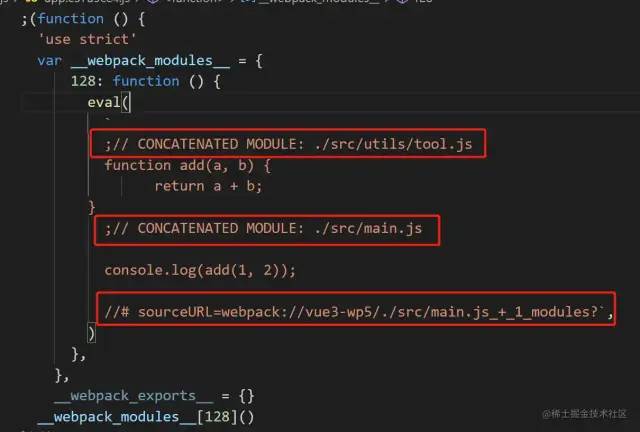 ;(function () {
'use strict'
var __webpack_modules__ = {
128: function () {
eval(
`
;// CONCATENATED MODULE: ./src/utils/tool.js
function add(a, b) {
return a + b;
}
;// CONCATENATED MODULE: ./src/main.js
console.log(add(1, 2));
//# sourceURL=webpack://vue3-wp5/./src/main.js_+_1_modules?`,
)
},
},
__webpack_exports__ = {}
__webpack_modules__[128]()
@稀土掘金技术社区